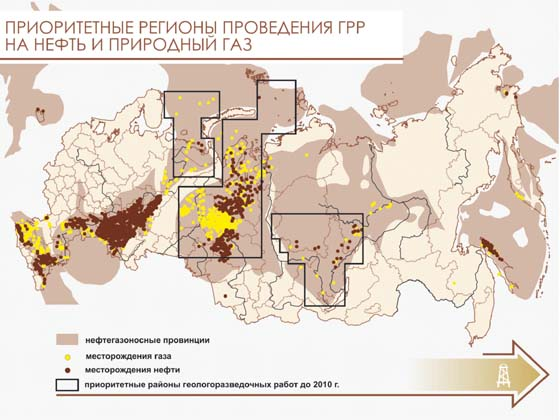 ПРИОРИТЕТНЫЕ РЕГИОНЫ ПРОВЕДЕНИЯ ГРР
НА НЕФТЬ И ПРИРОДНЫЙ ГАЗ
нефтегазоносные провинции
месторождения газа
месторождения нефти
приоритетные районы геологоразведочных работ до 2010 г.